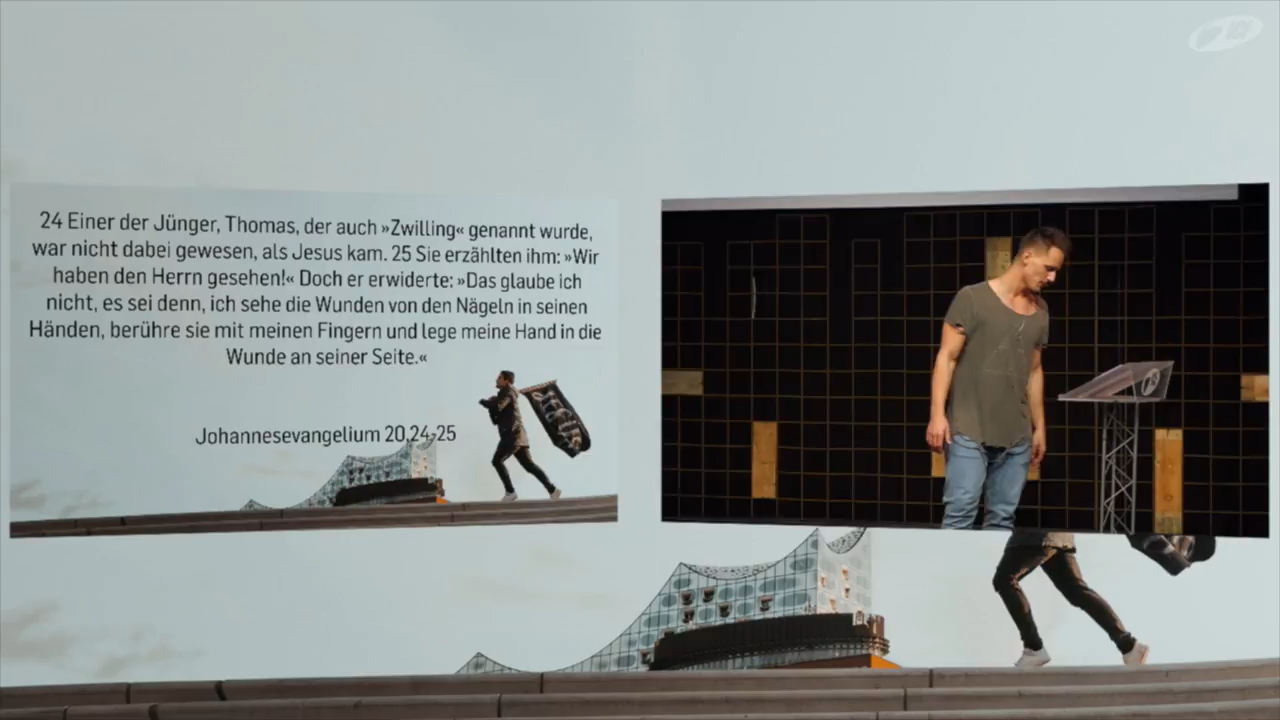 24 Einer der Jünger, Thomas, der auch »Zwilling« genannt wurde,
war nicht dabei gewesen, als Jesus kam. 25 Sie erzählten ihm: »Wir
haben den Herrn gesehen!« Doch er erwiderte: »Das glaube ich
nicht, es sei denn, ich sehe die Wunden von den Nägeln in seinen
Händen, berühre sie mit meinen Fingern und lege meine Hand in die
Wunde an seiner Seite.«
Johannesevangelium 20,24-25